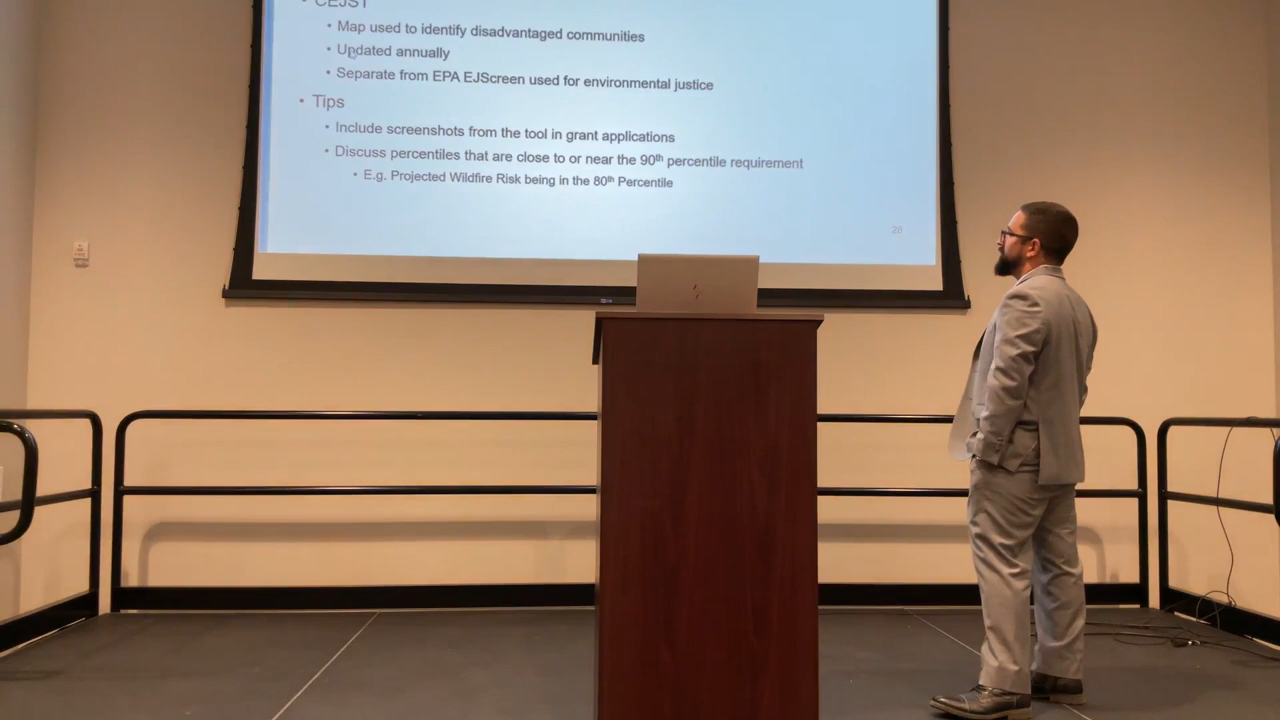 CEJST
• Map used to identify disadvantaged communities
• Updated annually
• Separate from EPA EJScreen used for environmental justice
• Tips
• Include screenshots from the tool in grant applications
• Discuss percentiles that are close to or near the 90th percentile requirement
• E.g. Projected Wildfire Risk being in the 80th Percentile
28